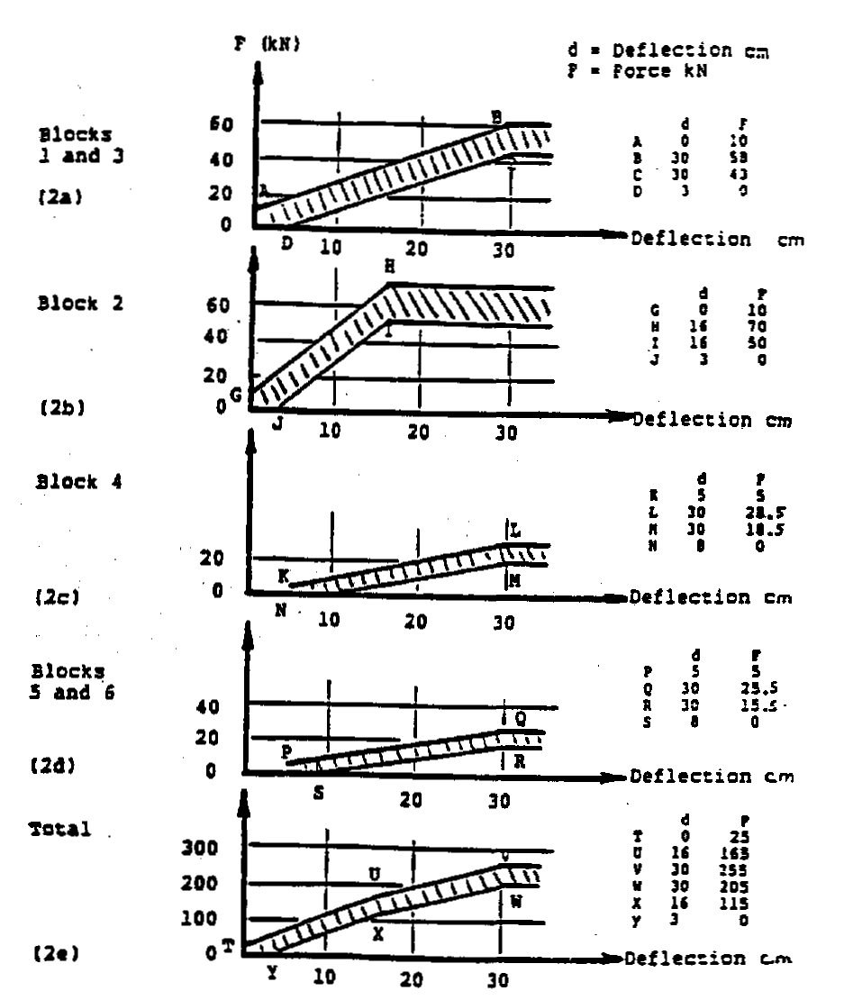 F (kN)
d = Deflection cm
F = Force kN
Blocks
1 and 3
(2a)
60
40
20
0
A
B
D
10
20
30
Deflection cm
d F
A 0 10
B 30 58
C 30 43
D 3 0
Block 2
(2b)
60
40
20
0
G
H
I
J
10
20
30
Deflection cm
d F
G 0 10
H 16 70
I 16 50
J 3 0
Block 4
(2c)
20
0
K
L
M
N
10
20
30
Deflection cm
d F
K 5 5
L 30 28.5
M 30 18.5
N 8 0
Blocks
5 and 6
(2d)
40
20
0
P
Q
R
S
20
30
Deflection cm
d F
P 5 5
Q 30 25.5
R 30 15.5
S 8 0
Total
(2e)
300
200
100
0
T
U
W
X
Y
10
20
30
Deflection cm
d F
T 0 25
U 16 165
V 30 255
W 30 205
X 16 115
Y 3 0